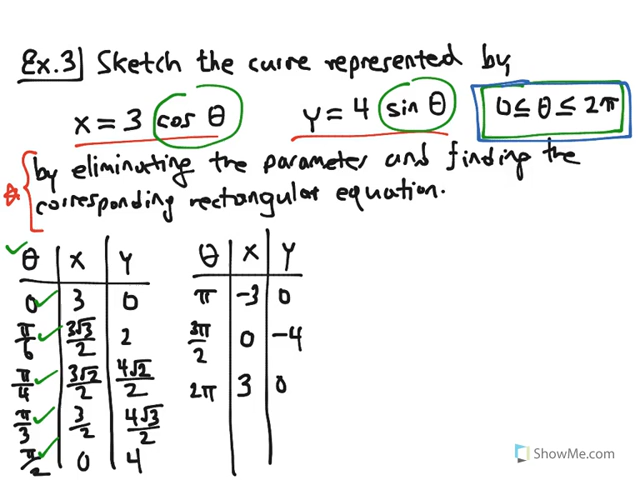 Ex.3 Sketch the curve represented by
x = 3 cos θ y = 4 sin θ 0 ≤ θ ≤ 2π
by eliminating the parameter and finding the
corresponding rectangular equation.
θ x y θ x y
0 3 0 π -3 0
π/6 3√3/2 2 3π/2 0 -4
π/4 3√2/2 4√2/2 2π 3 0
π/3 3/2 4√3/2
π/2 0 4
ShowMe.com